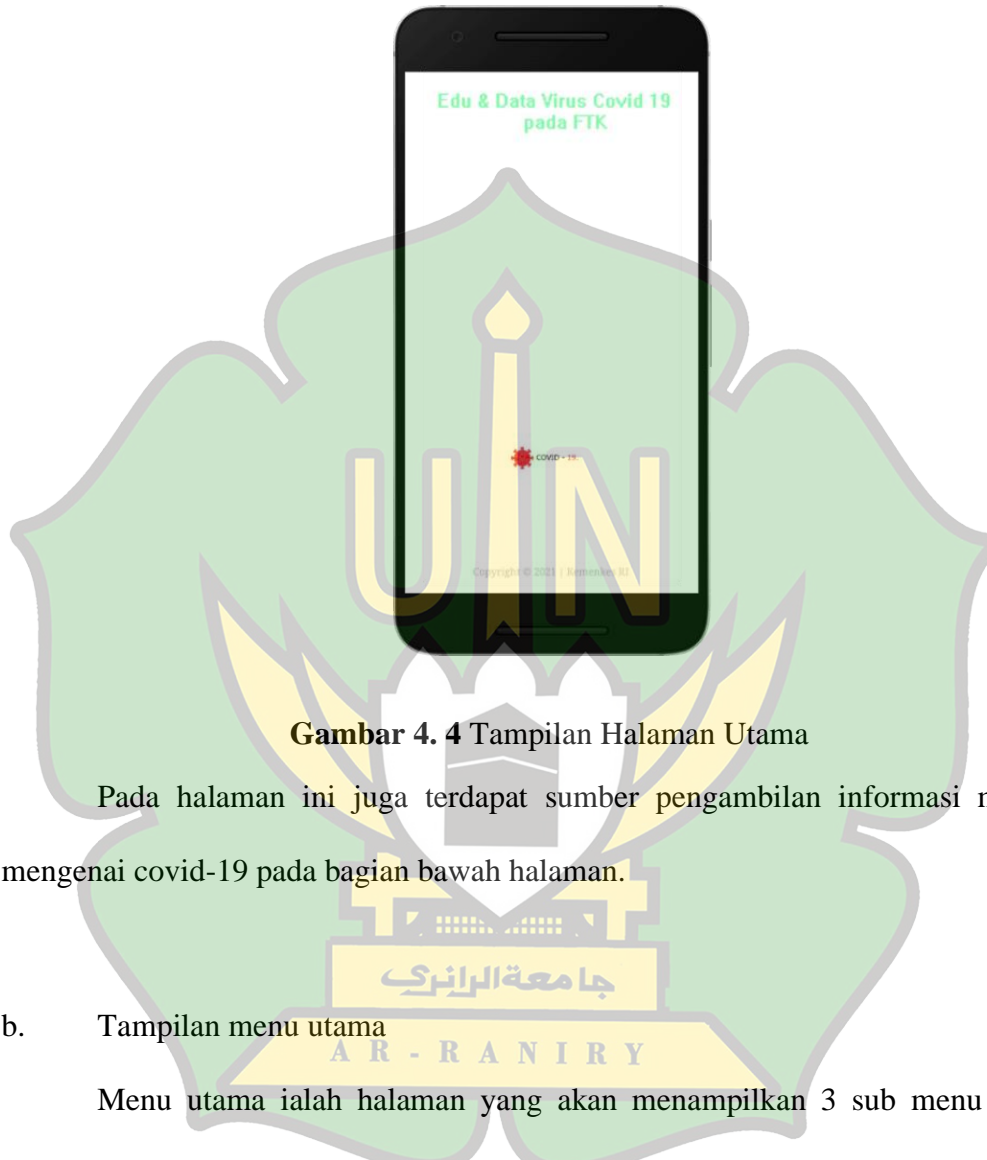 Edu & Data Virus Covid 19
pada FTK
COVID - 19.
Copyright © 2021 | Kemenkes RI
UIN
Gambar 4. 4 Tampilan Halaman Utama
Pada halaman ini juga terdapat sumber pengambilan informasi
mengenai covid-19 pada bagian bawah halaman.
جامعة الرانري
b. Tampilan menu utama
AR-RANIRY
Menu utama ialah halaman yang akan menampilkan 3 sub menu